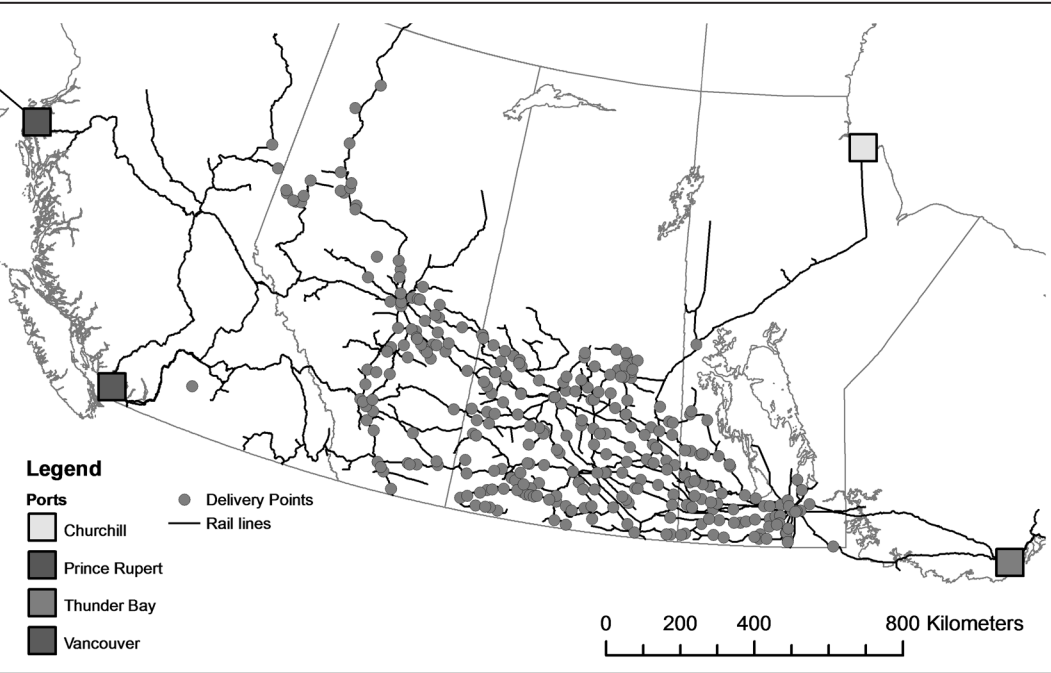 Legend
Ports
Churchill
Prince Rupert
Thunder Bay
Vancouver
Delivery Points
Rail lines
0 200 400 800 Kilometers